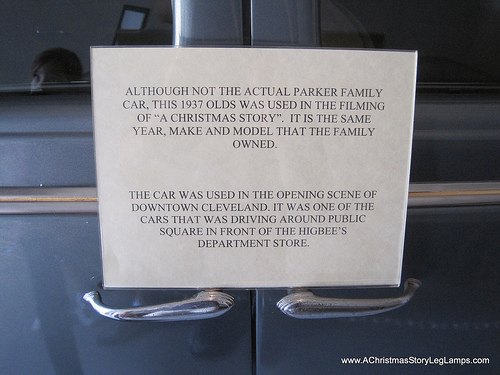 ALTHOUGH NOT THE ACTUAL PARKER FAMILY
CAR, THIS 1937 OLDS WAS USED IN THE FILMING
OF "A CHRISTMAS STORY". IT IS THE SAME
YEAR, MAKE AND MODEL THAT THE FAMILY
OWNED.
THE CAR WAS USED IN THE OPENING SCENE OF
DOWNTOWN CLEVELAND. IT WAS ONE OF THE
CARS THAT WAS DRIVING AROUND PUBLIC
SQUARE IN FRONT OF THE HIGBEE'S
DEPARTMENT STORE.
www.AChristmasStoryLegLamps.com